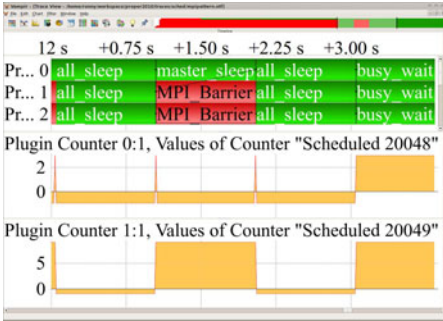 Timeline
12 s +0.75 s +1.50 s +2.25 s +3.00 s
Pr... 0 all_sleep master_sleep all_sleep busy_wait
Pr... 1 all_sleep MPI_Barrier all_sleep busy_wait
Pr... 2 all_sleep MPI_Barrier all_sleep busy_wait
Plugin Counter 0:1, Values of Counter "Scheduled 20048"
2
0
Plugin Counter 1:1, Values of Counter "Scheduled 20049"
5
0